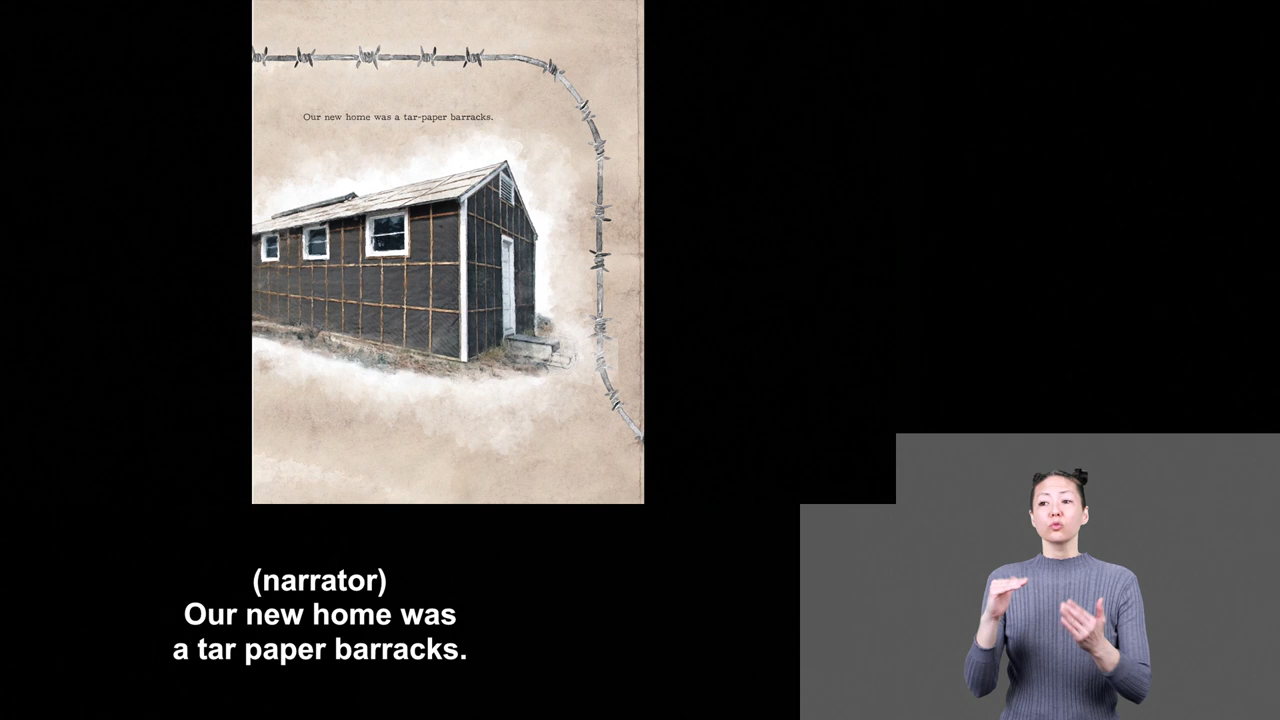 Our new home was a tar-paper barracks.
(narrator)
Our new home was
a tar paper barracks.